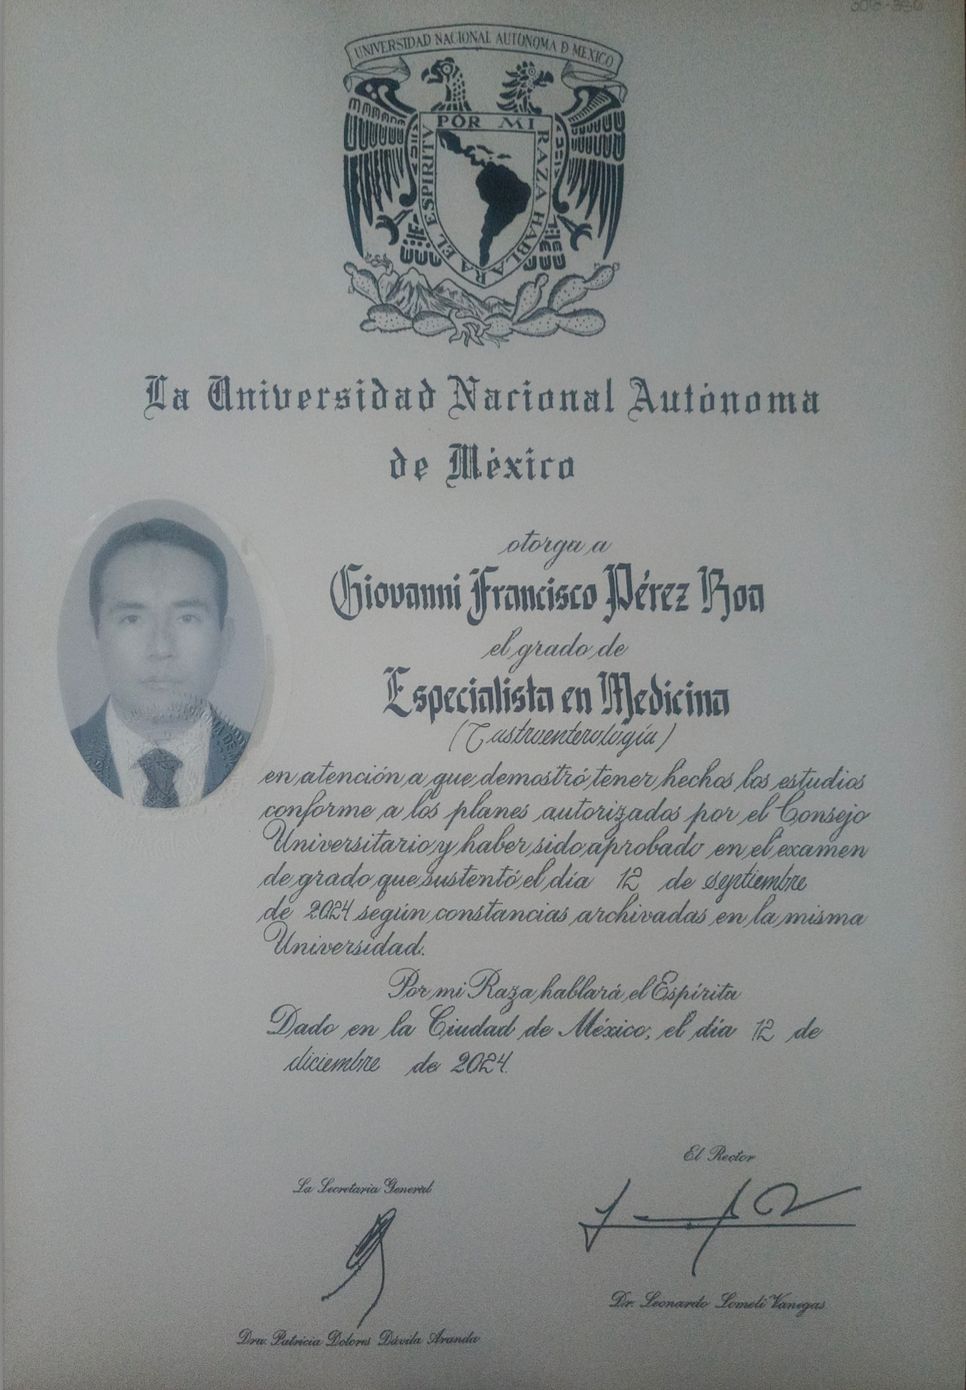 UNIVERSIDAD NACIONAL AUTONOMA D MEXICO
POR MI RAZA HABLARA EL ESPIRITU
La Universidad Nacional Autónoma
de México
otorga a
Giovanni Francisco Pérez Roa
el grado de
Especialista en Medicina
(Gastroenterología)
en atención a que demostró tener hechos los estudios
conforme a los planes autorizados por el Consejo
Universitario y haber sido aprobado en el examen
de grado que sustentó el día 12 de septiembre
de 2024 según constancias archivadas en la misma
Universidad.
Por mi Raza hablará el Espíritu
Dado en la Ciudad de México, el día 12 de
diciembre de 2024.
El Rector
La Secretaria General
Dr. Leonardo Lomelí Vanegas
Dra. Patricia Dolores Dávila Aranda